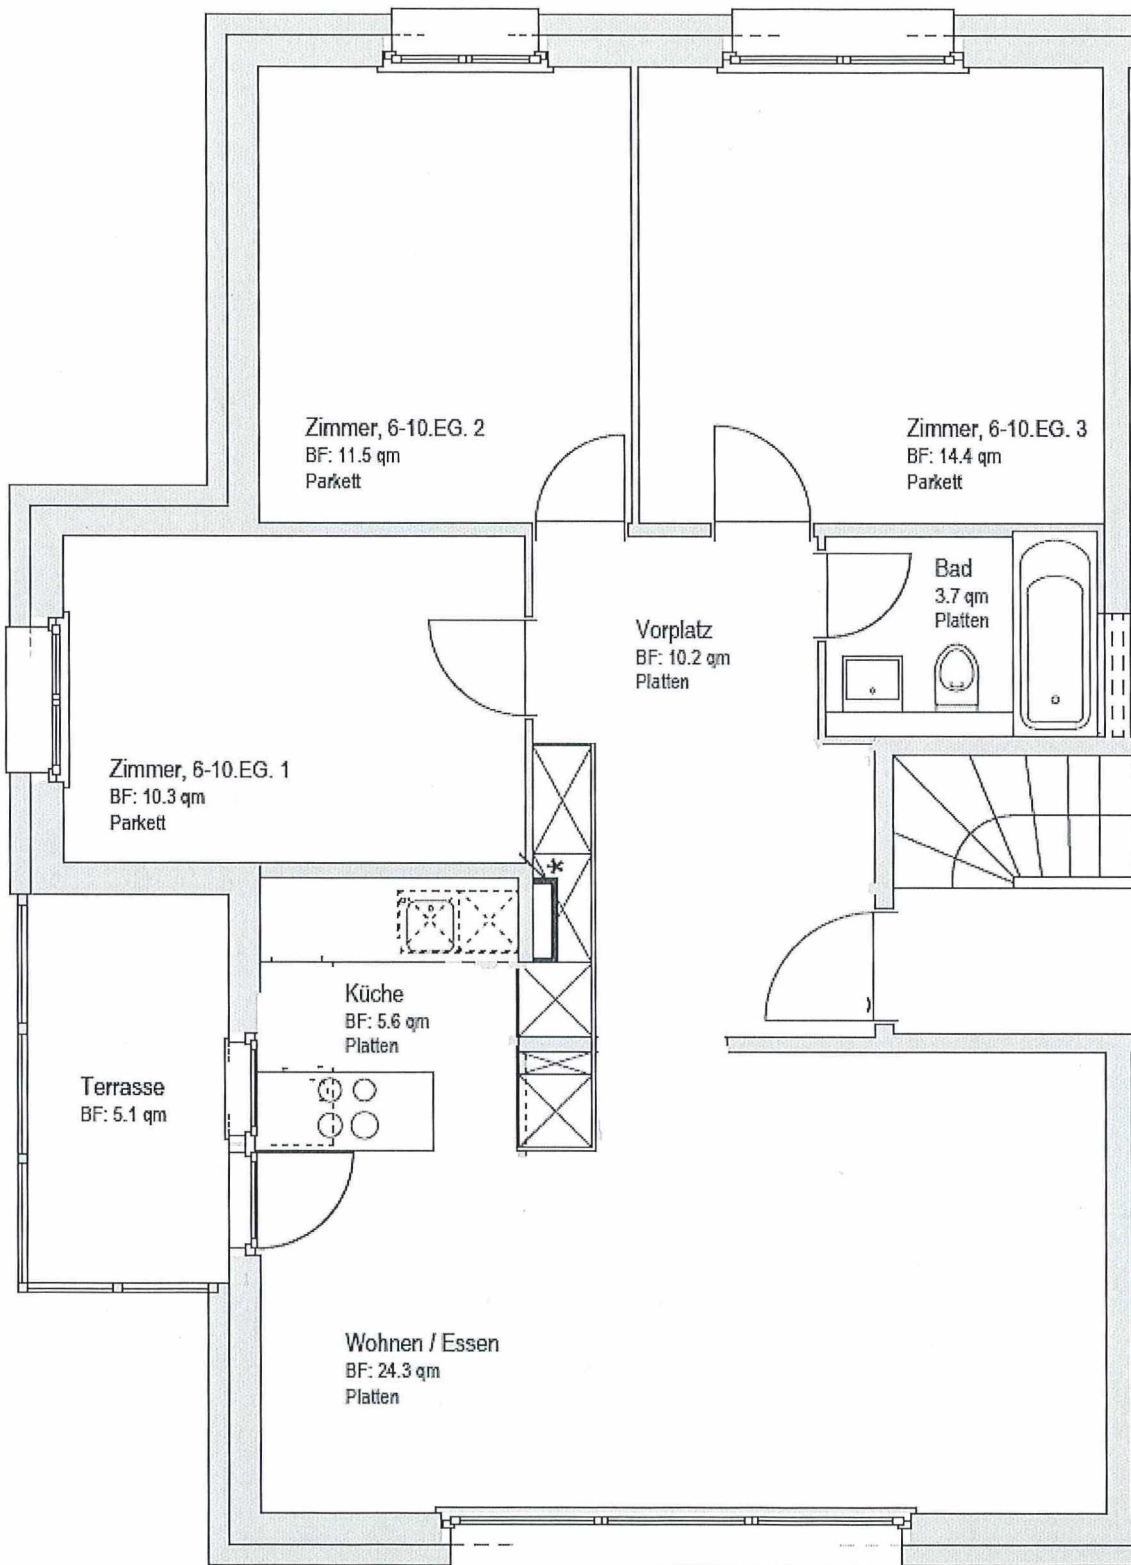 Zimmer, 6-10.EG. 2
BF: 11.5 qm
Parkett
Zimmer, 6-10.EG. 3
BF: 14.4 qm
Parkett
Bad
3.7 qm
Platten
Vorplatz
BF: 10.2 qm
Platten
Zimmer, 6-10.EG. 1
BF: 10.3 qm
Parkett
*
Küche
BF: 5.6 qm
Platten
Terrasse
BF: 5.1 qm
Wohnen / Essen
BF: 24.3 qm
Platten